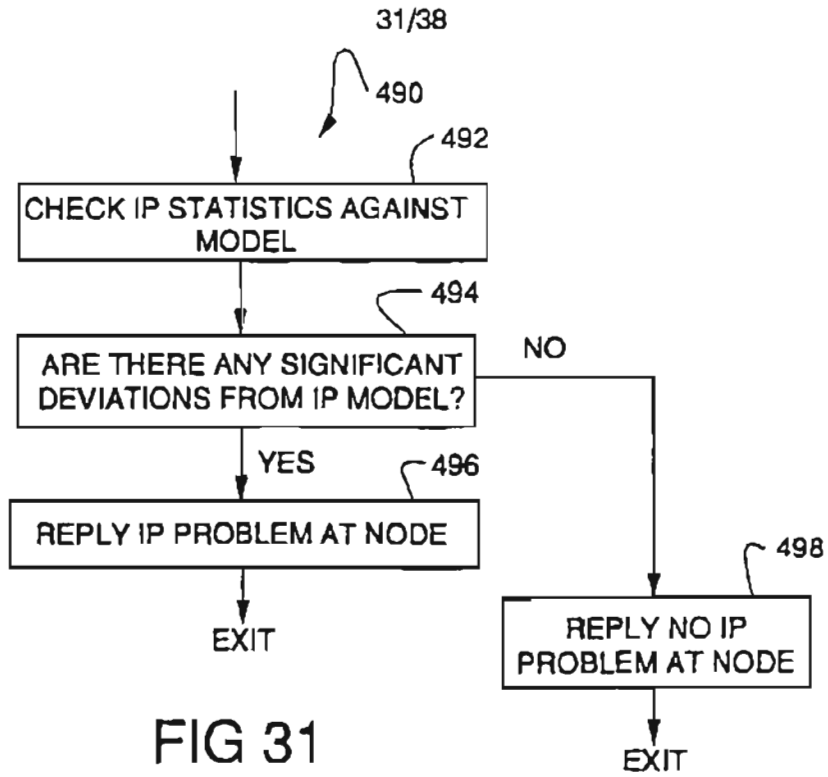 31/38
490
492
CHECK IP STATISTICS AGAINST
MODEL
494
ARE THERE ANY SIGNIFICANT
DEVIATIONS FROM IP MODEL?
NO
YES
496
REPLY IP PROBLEM AT NODE
EXIT
498
REPLY NO IP
PROBLEM AT NODE
EXIT
FIG 31